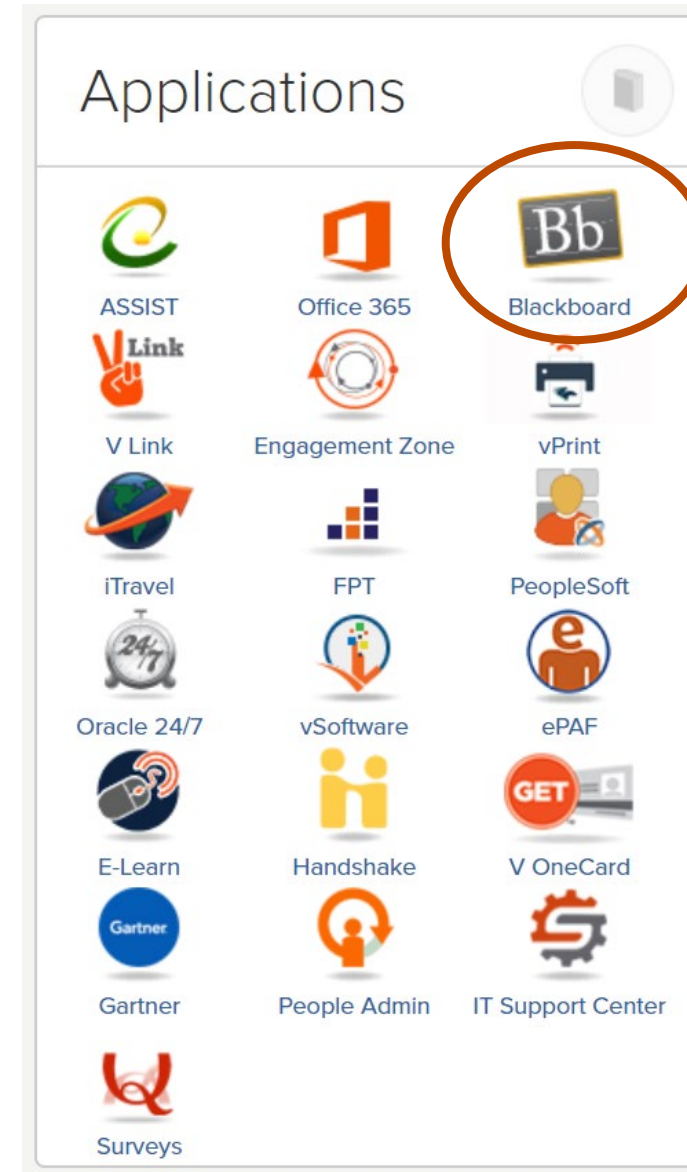 Applications
Bb
ASSIST Office 365 Blackboard
Link
V Link Engagement Zone vPrint
iTravel FPT PeopleSoft
24/7 e
Oracle 24/7 vSoftware ePAF
GET
E-Learn Handshake V OneCard
Gartner
Gartner People Admin IT Support Center
Surveys